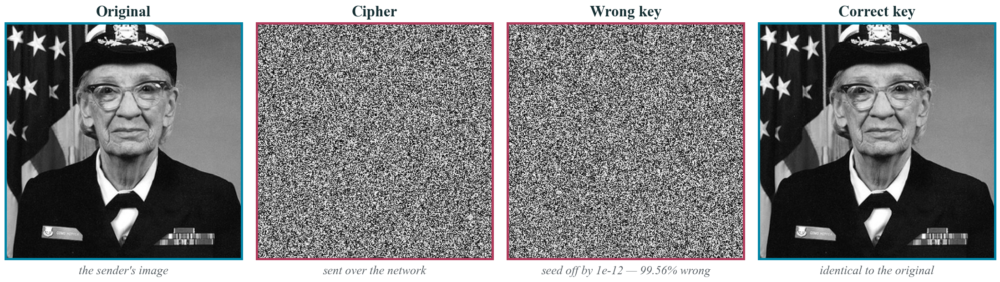 Original
Cipher
Wrong key
Correct key
the sender's image
sent over the network
seed off by 1e-12 — 99.56% wrong
identical to the original